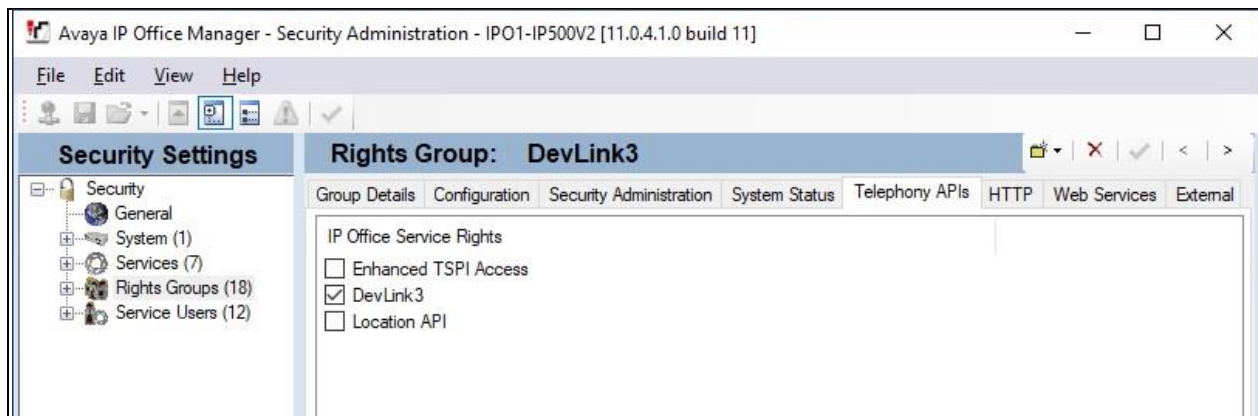 Avaya IP Office Manager - Security Administration - IPO1-IP500V2 [11.0.4.1.0 build 11]
File Edit View Help
Security Settings
Rights Group: DevLink3
Security
General
System (1)
Services (7)
Rights Groups (18)
Service Users (12)
Group Details Configuration Security Administration System Status Telephony APIs HTTP Web Services External
IP Office Service Rights
Enhanced TSPI Access
DevLink3
Location API